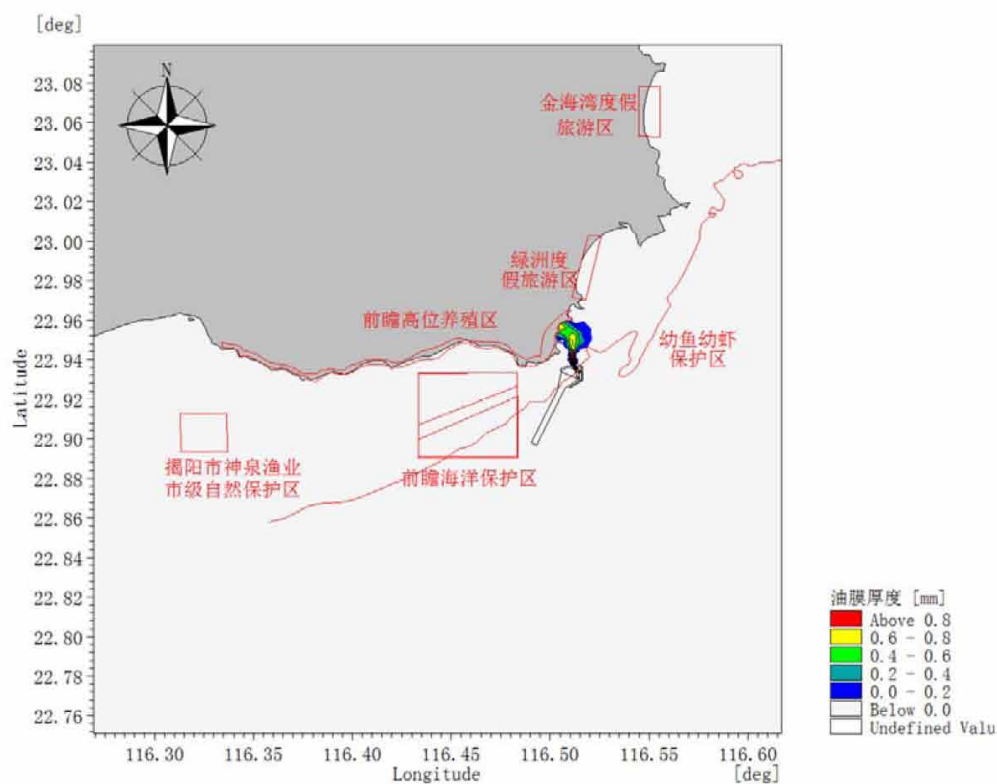 [deg]
N
23.08
23.06
23.04
23.02
23.00
22.98
22.96
22.94
22.92
22.90
22.88
22.86
22.84
22.82
22.80
22.78
22.76
Latitude
金海湾度假
旅游区
绿洲度
假旅游区
前瞻高位养殖区
幼鱼幼虾
保护区
揭阳市神泉渔业
市级自然保护区
前瞻海洋保护区
116.30
116.35
116.40
116.45
116.50
116.55
116.60
Longitude
[deg]
油膜厚度 [mm]
Above 0.8
0.6 - 0.8
0.4 - 0.6
0.2 - 0.4
0.0 - 0.2
Below 0.0
Undefined Valu